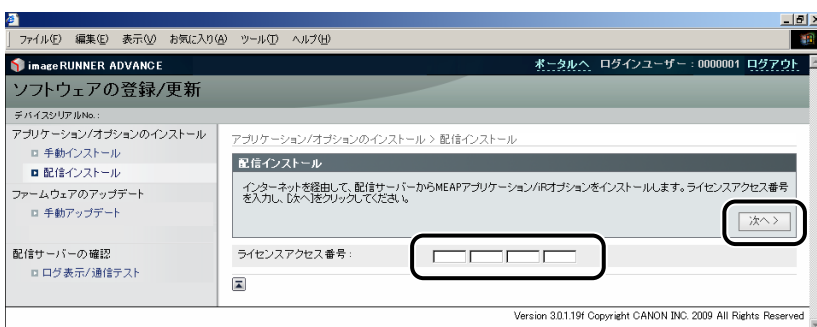 ファイル(F) 編集(E) 表示(V) お気に入り(A) ツール(T) ヘルプ(H)
imageRUNNER ADVANCE ポータルへ ログインユーザー : 0000001 ログアウト
ソフトウェアの登録/更新
デバイスシリアルNo. :
アプリケーション/オプションのインストール
手動インストール
配信インストール
ファームウェアのアップデート
手動アップデート
配信サーバーの確認
ログ表示/通信テスト
アプリケーション/オプションのインストール > 配信インストール
配信インストール
インターネットを経由して、配信サーバーからMEAPアプリケーション/iRオプションをインストールします。ライセンスアクセス番号
を入力し、[次へ]をクリックしてください。
次へ >
ライセンスアクセス番号 :
Version 3.0.1.19f Copyright CANON INC. 2009 All Rights Reserved